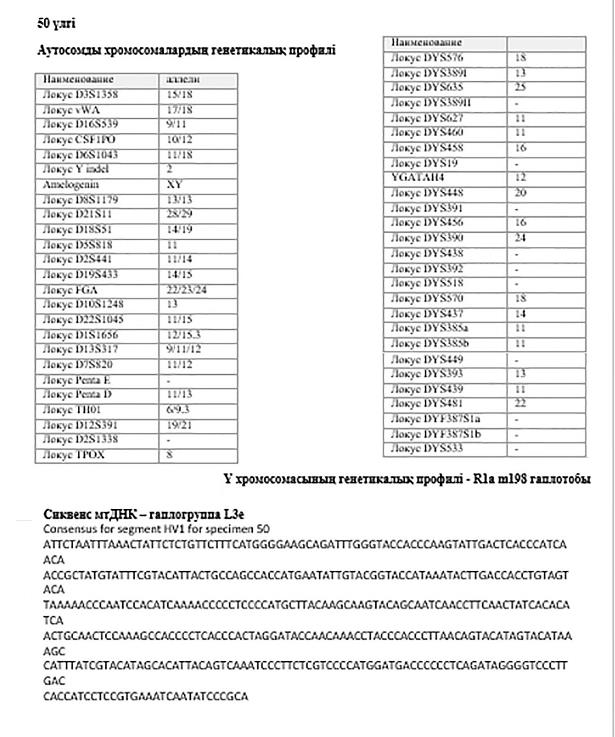 50 үлгі
Аутосомды хромосомалардың генетикалық профилі
Наименование аллели
Локус D3S1358 15/18
Локус vWA 17/18
Локус D16S539 9/11
Локус CSF1PO 10/12
Локус D6S1043 11/18
Локус Y indel 2
Amelogenin XY
Локус D8S1179 13/13
Локус D21S11 28/29
Локус D18S51 14/19
Локус D5S818 11
Локус D2S441 11/14
Локус D19S433 14/15
Локус FGA 22/23/24
Локус D10S1248 13
Локус D22S1045 11/15
Локус D1S1656 12/15.3
Локус D13S317 9/11/12
Локус D7S820 11/12
Локус Penta E -
Локус Penta D 11/13
Локус TH01 6/9.3
Локус D12S391 19/21
Локус D2S1338 -
Локус TPOX 8
Наименование
Локус DYS576 18
Локус DYS389I 13
Локус DYS635 25
Локус DYS389II -
Локус DYS627 11
Локус DYS460 11
Локус DYS458 16
Локус DYS19 -
YGATAH4 12
Локус DYS448 20
Локус DYS391 -
Локус DYS456 16
Локус DYS390 24
Локус DYS438 -
Локус DYS392 -
Локус DYS518 -
Локус DYS570 18
Локус DYS437 14
Локус DYS385a 11
Локус DYS385b 11
Локус DYS449 -
Локус DYS393 13
Локус DYS439 11
Локус DYS481 22
Локус DYF387S1a -
Локус DYF387S1b -
Локус DYS533 -
Y хромосомасының генетикалық профилі - R1a m198 гаплотобы
Сиквенс мтДНК – гаплогруппа L3e
Consensus for segment HV1 for specimen 50
ATTCTAATTTAAACTATTCTCTGTTCTTTCATGGGGAAGCAGATTTGGGTACCACCCAAGTATTGACTCACCCATCA
ACA
ACCGCTATGTATTTCGTACATTACTGCCAGCCACCATGAATATTGTACGGTACCATAAATACTTGACCACCTGTAGT
ACA
TAAAAACCCAATCCACATCAAAACCCCCTCCCCATGCTTACAAGCAAGTACAGCAATCAACCTTCAACTATCACACA
TCA
ACTGCAACTCCAAAGCCACCCCTCACCCACTAGGATACCAACAAACCTACCCACCCTTAACAGTACATAGTACATAA
AGC
CATTTATCGTACATAGCACATTACAGTCAAATCCCTTCTCGTCCCCATGGATGACCCCCCTCAGATAGGGGTCCCTT
GAC
CACCATCCTCCGTGAAATCAATATCCCGCA